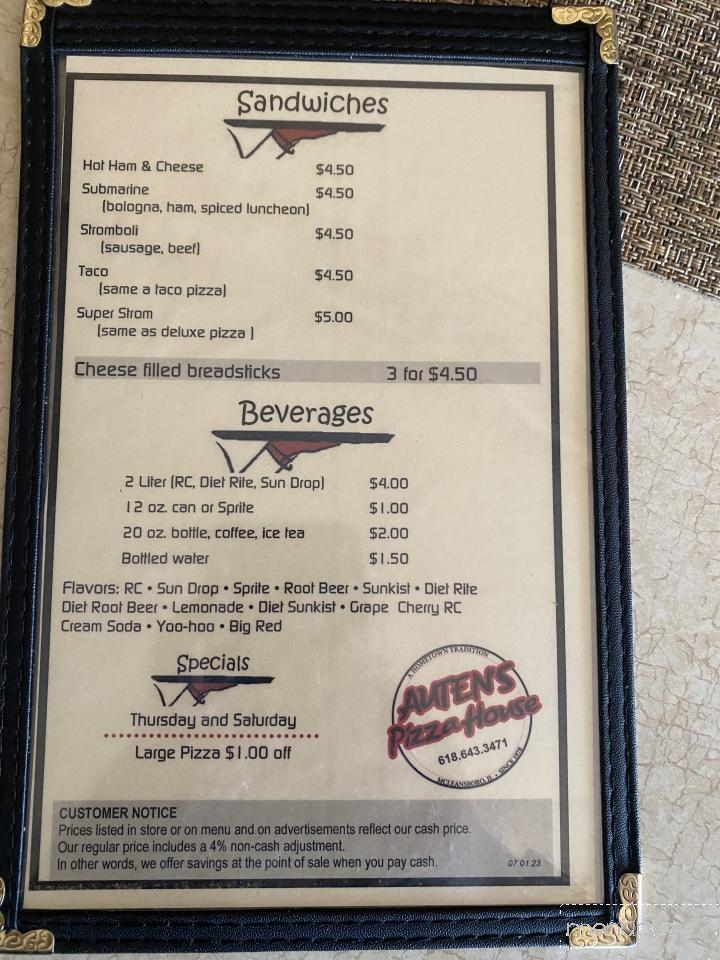 Sandwiches
Hot Ham & Cheese $4.50
Submarine $4.50
(bologna, ham, spiced luncheon)
Stromboli $4.50
(sausage, beef)
Taco $4.50
(same a taco pizza)
Super Strom $5.00
(same as deluxe pizza )
Cheese filled breadsticks 3 for $4.50
Beverages
2 Liter (RC, Diet Rite, Sun Drop) $4.00
12 oz. can or Sprite $1.00
20 oz. bottle, coffee, ice tea $2.00
Bottled water $1.50
Flavors: RC • Sun Drop • Sprite • Root Beer • Sunkist • Diet Rite
Diet Root Beer • Lemonade • Diet Sunkist • Grape Cherry RC
Cream Soda • Yoo-hoo • Big Red
Specials
Thursday and Saturday
Large Pizza $1.00 off
A HOMETOWN TRADITION
AUTEN'S
Pizza House
618.643.3471
MCLEANSBORO, IL • SINCE 1978
CUSTOMER NOTICE
Prices listed in store or on menu and on advertisements reflect our cash price.
Our regular price includes a 4% non-cash adjustment.
In other words, we offer savings at the point of sale when you pay cash. 07.01.23